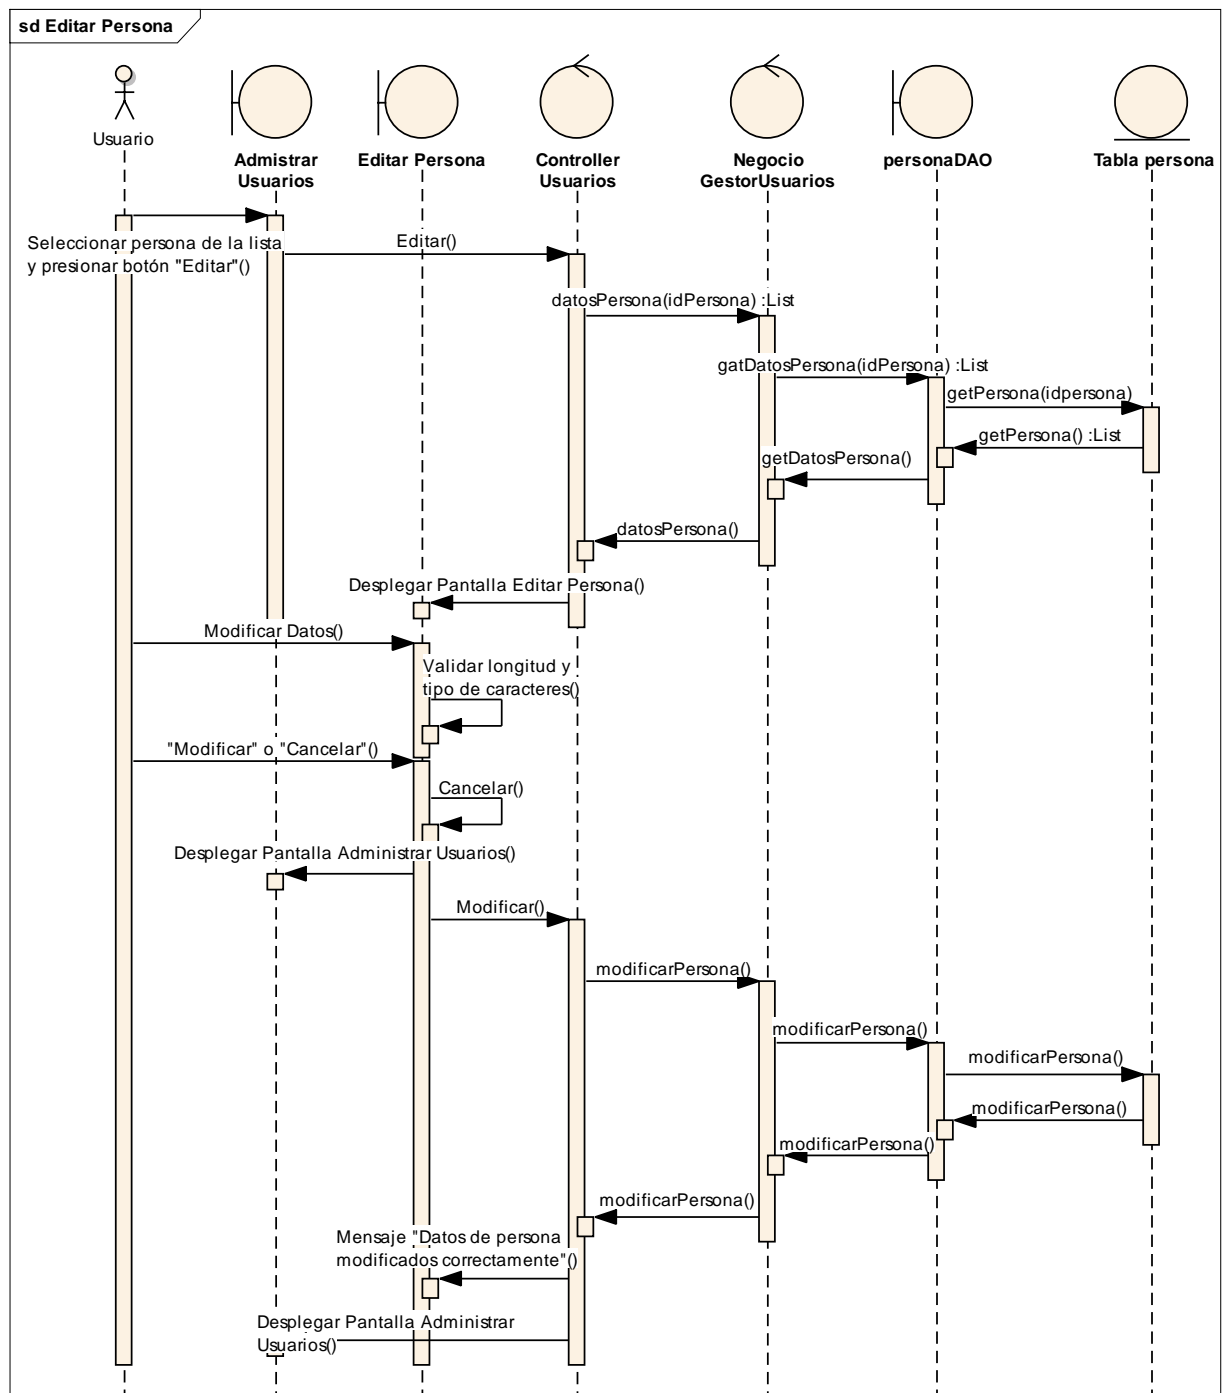 sd Editar Persona
Usuario
Admistrar
Usuarios
Editar Persona
Controller
Usuarios
Negocio
GestorUsuarios
personaDAO
Tabla persona
Seleccionar persona de la lista
y presionar botón "Editar"()
Editar()
datosPersona(idPersona) :List
gatDatosPersona(idPersona) :List
getPersona(idpersona)
getPersona() :List
getDatosPersona()
datosPersona()
Desplegar Pantalla Editar Persona()
Modificar Datos()
Validar longitud y
tipo de caracteres()
"Modificar" o "Cancelar"()
Cancelar()
Desplegar Pantalla Administrar Usuarios()
Modificar()
modificarPersona()
modificarPersona()
modificarPersona()
modificarPersona()
modificarPersona()
modificarPersona()
Mensaje "Datos de persona
modificados correctamente"()
Desplegar Pantalla Administrar
Usuarios()